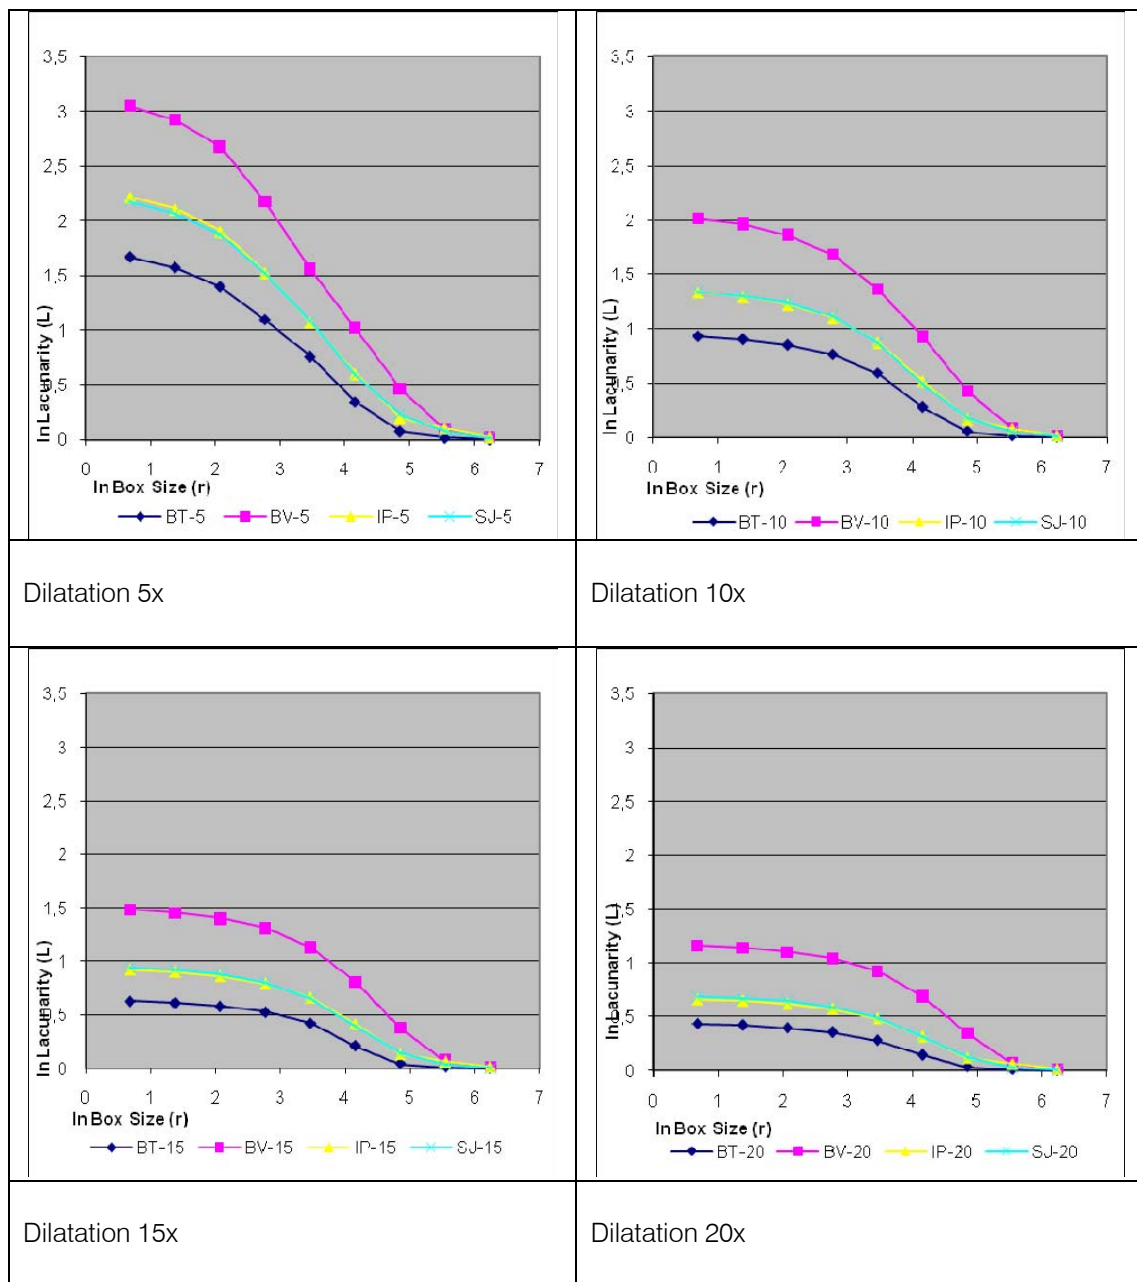 3,5
3
2,5
2
1,5
1
0,5
0
0 1 2 3 4 5 6 7
ln Lacunarity (L)
ln Box Size (r)
BT-5 BV-5 IP-5 SJ-5
3,5
3
2,5
2
1,5
1
0,5
0
0 1 2 3 4 5 6 7
ln Lacunarity (L)
ln Box Size (r)
BT-10 BV-10 IP-10 SJ-10
Dilatation 5x
Dilatation 10x
3,5
3
2,5
2
1,5
1
0,5
0
0 1 2 3 4 5 6 7
ln Lacunarity (L)
ln Box Size (r)
BT-15 BV-15 IP-15 SJ-15
3,5
3
2,5
2
1,5
1
0,5
0
0 1 2 3 4 5 6 7
ln Lacunarity (L)
ln Box Size (r)
BT-20 BV-20 IP-20 SJ-20
Dilatation 15x
Dilatation 20x